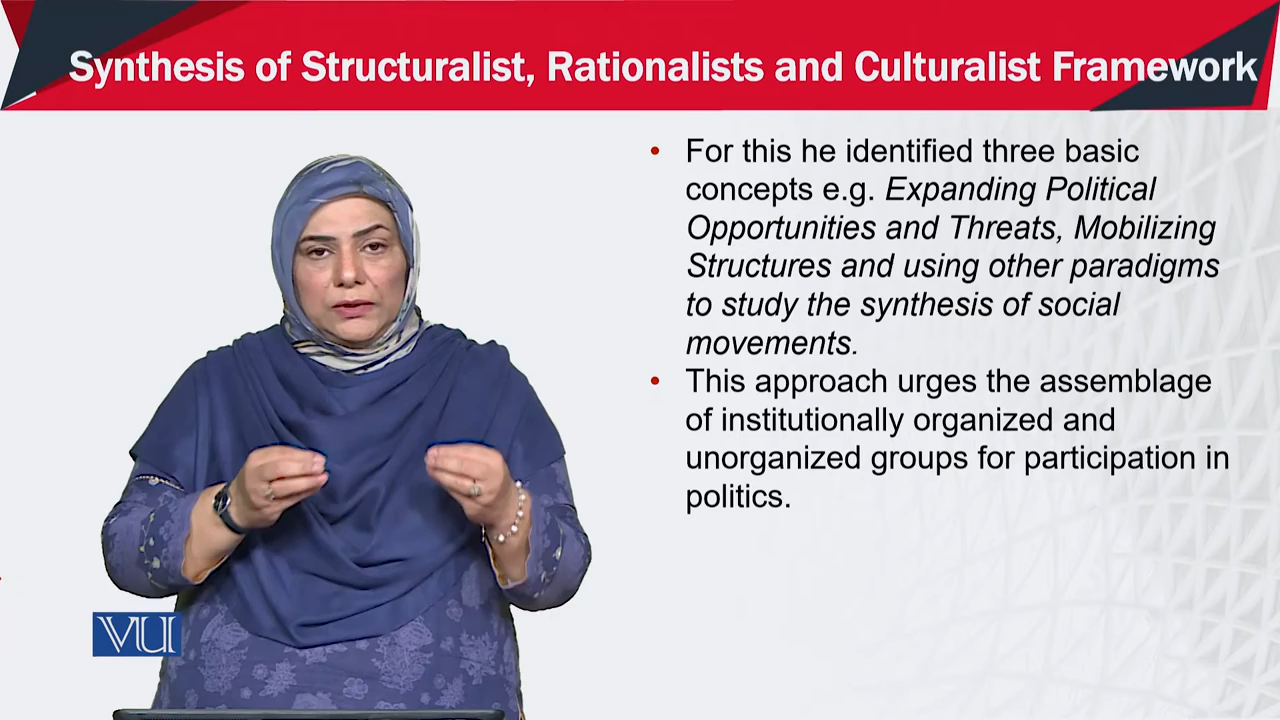 Synthesis of Structuralist, Rationalists and Culturalist Framework
• For this he identified three basic
concepts e.g. Expanding Political
Opportunities and Threats, Mobilizing
Structures and using other paradigms
to study the synthesis of social
movements.
• This approach urges the assemblage
of institutionally organized and
unorganized groups for participation in
politics.
VU